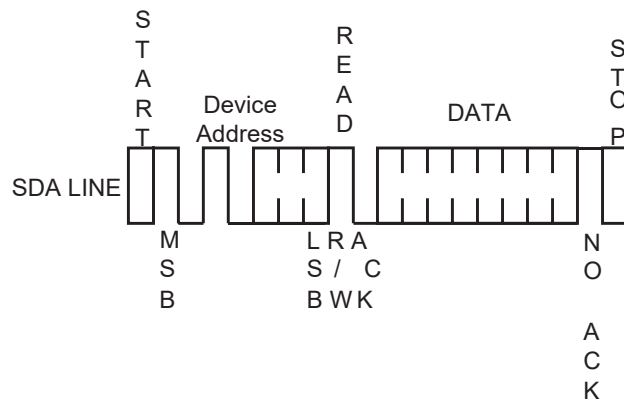 START
Device
Address
READ
DATA
STOP
SDA LINE
MSB
LSB
R/W
ACK
NO ACK